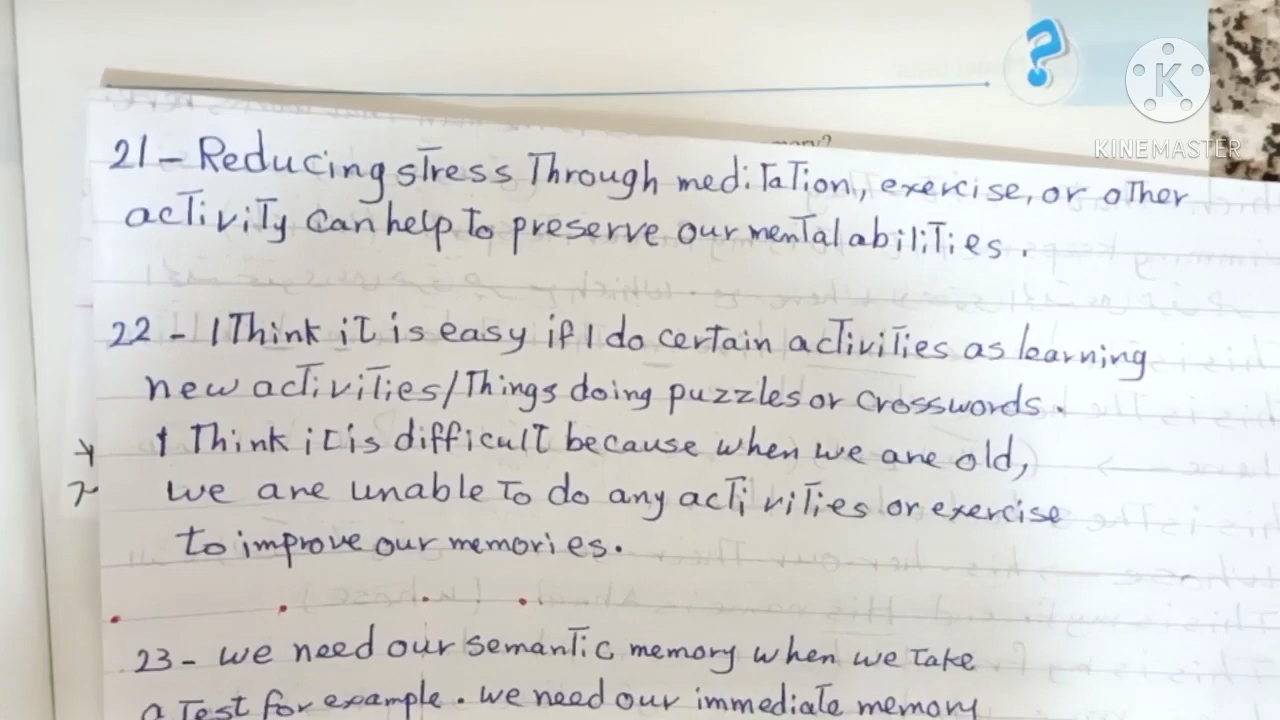 ?
K
KINEMASTER
21 - Reducing stress Through meditation, exercise, or other
activity can help to preserve our mental abilities.
22 - I Think it is easy if I do certain activities as learning
new activities/Things doing puzzles or crosswords.
I Think it is difficult because when we are old,
we are unable to do any activities or exercise
to improve our memories.
23 - we need our semantic memory when we take
a Test for example. we need our immediate memory